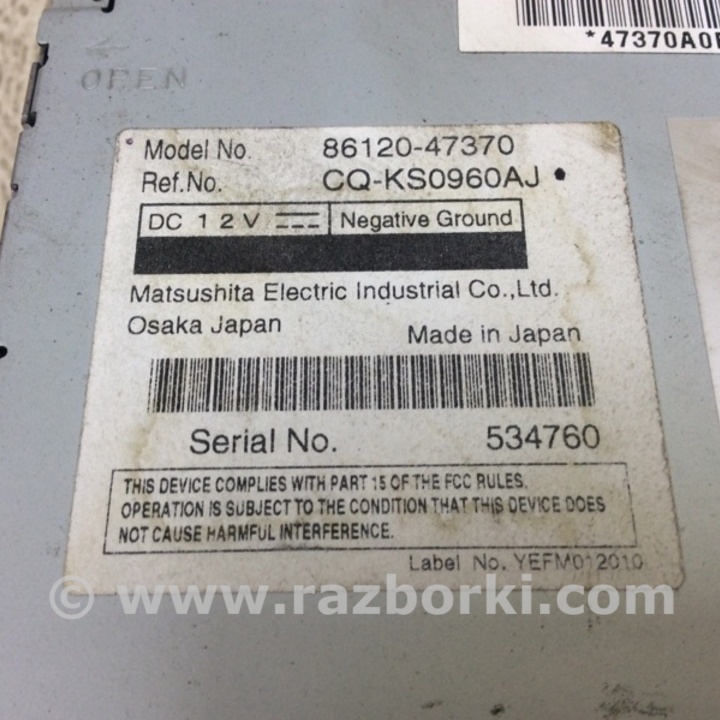 *47370A0
OPEN
Model No. 86120-47370
Ref.No. CQ-KS0960AJ
DC 12V Negative Ground
Matsushita Electric Industrial Co.,Ltd.
Osaka Japan Made in Japan
Serial No. 534760
THIS DEVICE COMPLIES WITH PART 15 OF THE FCC RULES.
OPERATION IS SUBJECT TO THE CONDITION THAT THIS DEVICE DOES
NOT CAUSE HARMFUL INTERFERENCE.
Label No. YEFM012010
© www.razborki.com